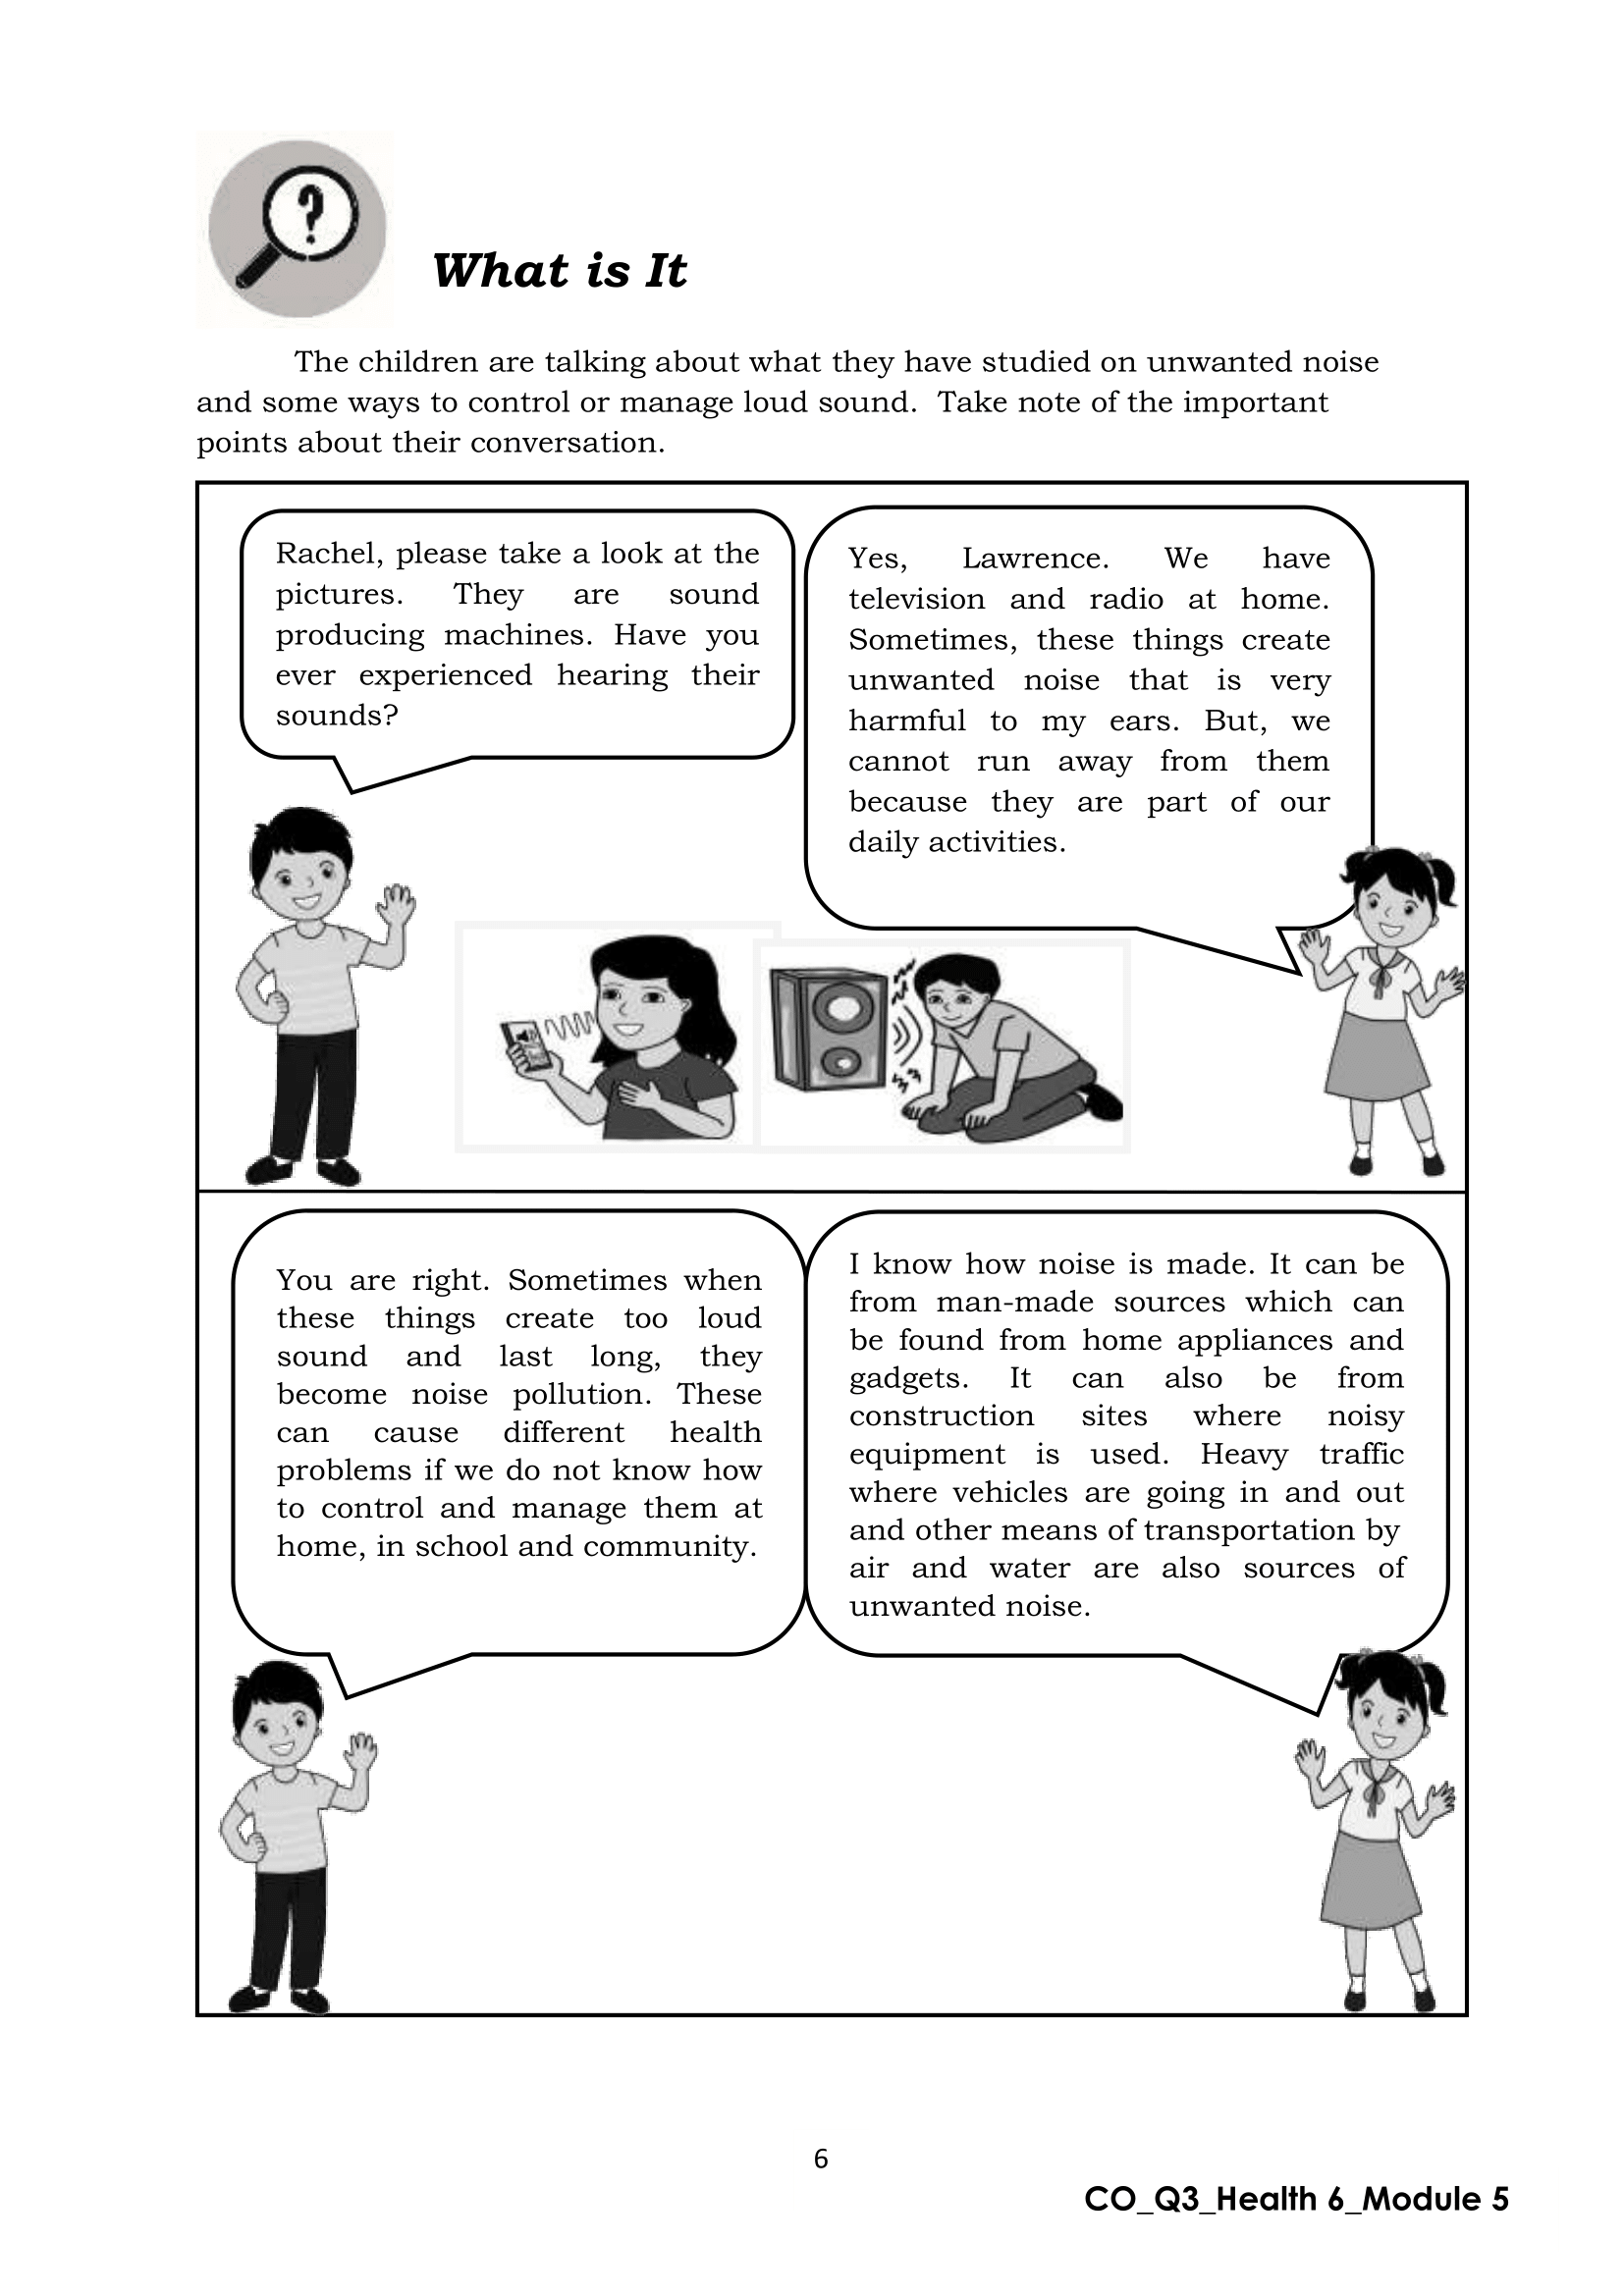 ?
What is It
The children are talking about what they have studied on unwanted noise
and some ways to control or manage loud sound. Take note of the important
points about their conversation.
Rachel, please take a look at the
pictures. They are sound
producing machines. Have you
ever experienced hearing their
sounds?
Yes, Lawrence. We have
television and radio at home.
Sometimes, these things create
unwanted noise that is very
harmful to my ears. But, we
cannot run away from them
because they are part of our
daily activities.
You are right. Sometimes when
these things create too loud
sound and last long, they
become noise pollution. These
can cause different health
problems if we do not know how
to control and manage them at
home, in school and community.
I know how noise is made. It can be
from man-made sources which can
be found from home appliances and
gadgets. It can also be from
construction sites where noisy
equipment is used. Heavy traffic
where vehicles are going in and out
and other means of transportation by
air and water are also sources of
unwanted noise.
6
CO_Q3_Health 6_Module 5